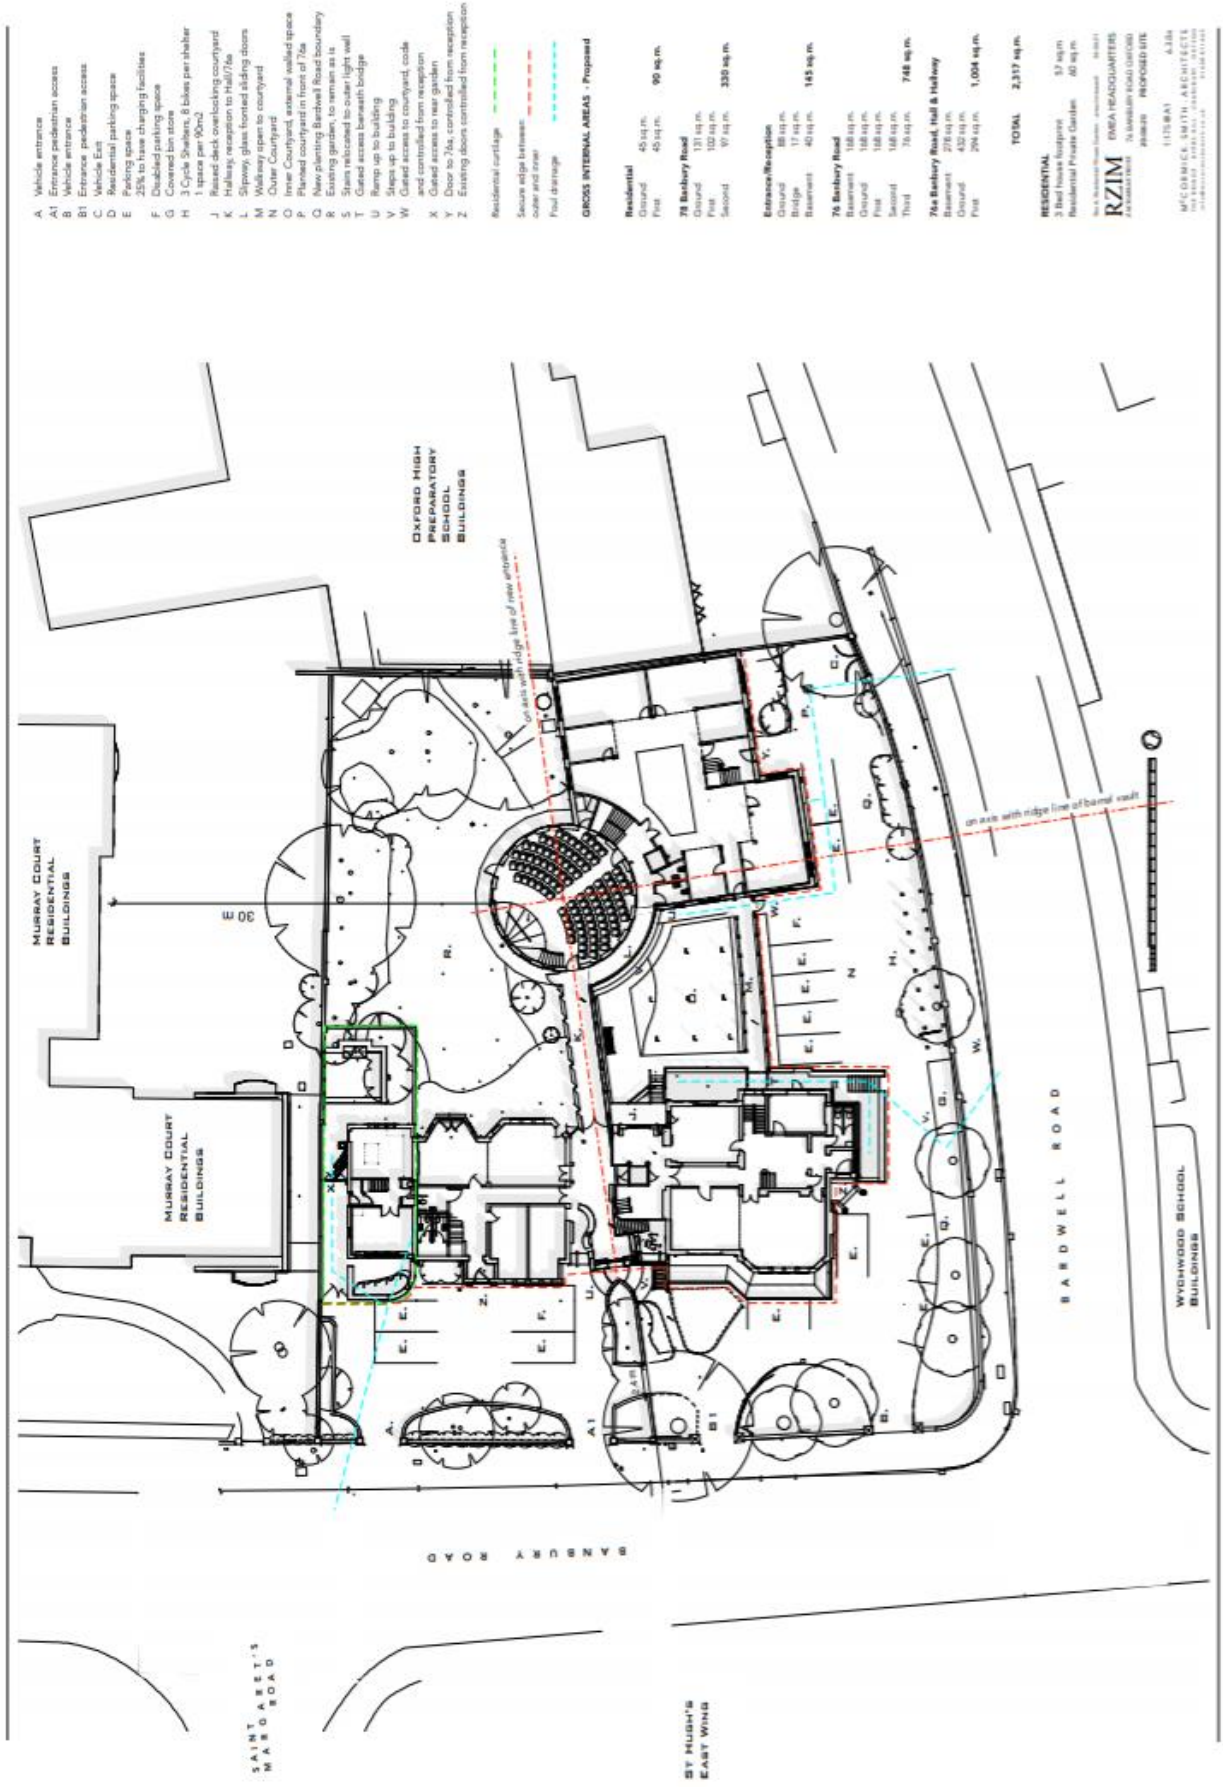 A Vehicle entrance
A1 Entrance pedestrian access
B Vehicle entrance
B1 Entrance pedestrian access
C Vehicle Exit
D Residential parking space
E Parking space
25% to have charging facilities
F Disabled parking space
G Covered bin store
H 3 Cycle Shelters, 8 bikes per shelter
1 space per 90m2
J Raised deck overlooking courtyard
K Hallway, reception to Hall/76a
L Slipway, glass fronted sliding doors
M Walkway open to courtyard
N Outer Courtyard
O Inner Courtyard, external walled space
P Planted courtyard in front of 76a
Q New planting Bardwell Road boundary
R Existing garden, to remain as is
S Stairs relocated to outer light well
T Gated access beneath bridge
U Ramp up to building
V Steps up to building
W Gated access to courtyard, code
and controlled from reception
X Gated access to rear garden
Y Door to 76a, controlled from reception
Z Existing doors controlled from reception
Residential curtilage
Secure edge between
outer and inner
Foul drainage
GROSS INTERNAL AREAS - Proposed
Residential
Ground 45 sq.m.
First 45 sq.m. 90 sq.m.
78 Banbury Road
Ground 131 sq.m.
First 102 sq.m.
Second 97 sq.m. 330 sq.m.
Entrance/Reception
Ground 88 sq.m.
Bridge 17 sq.m.
Basement 40 sq.m. 145 sq.m.
76 Banbury Road
Basement 168 sq.m.
Ground 168 sq.m.
First 168 sq.m.
Second 168 sq.m.
Third 76 sq.m. 748 sq.m.
76a Banbury Road, Hall & Hallway
Basement 278 sq.m.
Ground 432 sq.m.
First 294 sq.m. 1,004 sq.m.
TOTAL 2,317 sq.m.
RESIDENTIAL
3 Bed house footprint 57 sq.m
Residential Private Garden 60 sq.m.
RZIM EMEA HEADQUARTERS
76 BANBURY ROAD OXFORD
PROPOSED SITE
1:175@A1
McCORMICK SMITH - ARCHITECTS
MURRAY COURT
RESIDENTIAL
BUILDINGS
MURRAY COURT
RESIDENTIAL
BUILDINGS
OXFORD HIGH
PREPARATORY
SCHOOL
BUILDINGS
on axis with ridge line of new entrance
on axis with ridge line of barrel vault
30 m
R.
K.
L.
O.
M.
J.
W.
F.
E.
E.
E.
E.
N
H.
Y.
P.
C.
Q.
E.
E.
W.
G.
V.
Q.
E.
E.
Z
E.
E.
X
Z.
U.
V.
E.
E.
F.
E.
A.
A1
B1
B.
BARDWELL ROAD
WYCHWOOD SCHOOL
BUILDINGS
BANBURY ROAD
SAINT
MARGARET'S
ROAD
ST HUGH'S
EAST WING